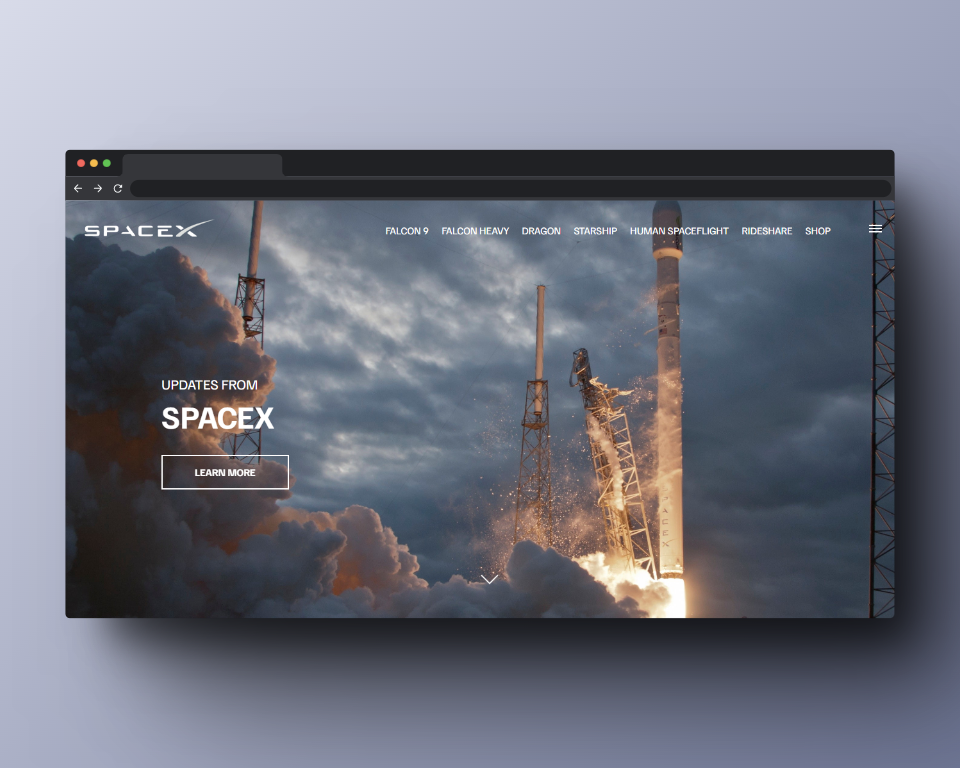 SPACEX
FALCON 9 FALCON HEAVY DRAGON STARSHIP HUMAN SPACEFLIGHT RIDESHARE SHOP
UPDATES FROM
SPACEX
LEARN MORE
SPACEX